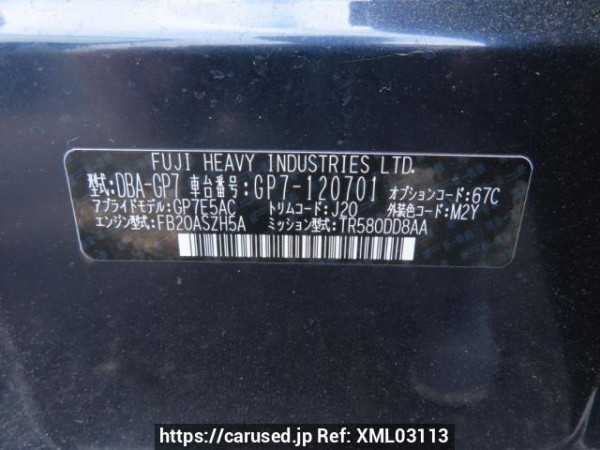 FUJI HEAVY INDUSTRIES LTD.
型式:DBA-GP7 車台番号:GP7-120701 オプションコード:67C
アプライドモデル:GP7E5AC トリムコード:J20 外装色コード:M2Y
エンジン型式:FB20ASZH5A ミッション型式:TR580DD8AA
https://carused.jp Ref: XML03113